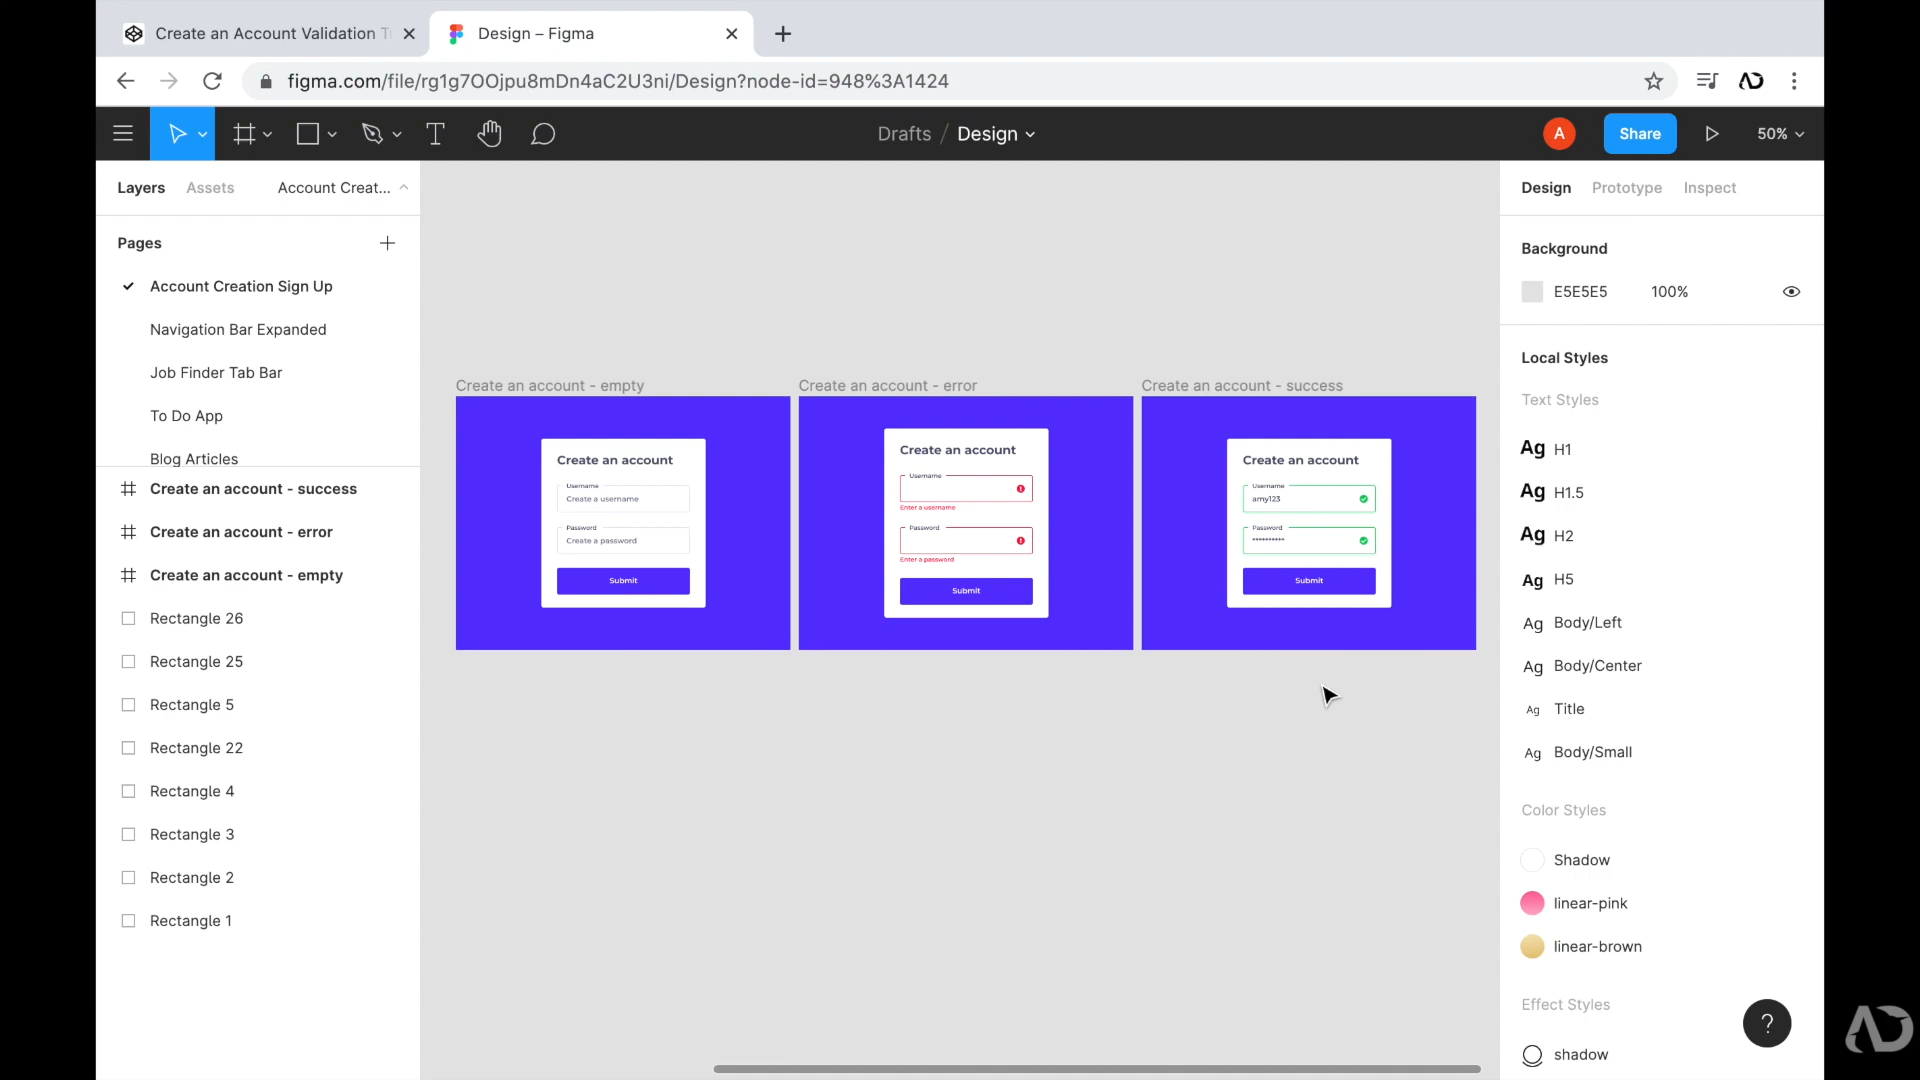 Create an Account Validation T
Design – Figma
figma.com/file/rg1g7OOjpu8mDn4aC2U3ni/Design?node-id=948%3A1424
Drafts / Design
A
Share
50%
Layers
Assets
Account Creat...
Pages
Account Creation Sign Up
Navigation Bar Expanded
Job Finder Tab Bar
To Do App
Blog Articles
Create an account - success
Create an account - error
Create an account - empty
Rectangle 26
Rectangle 25
Rectangle 5
Rectangle 22
Rectangle 4
Rectangle 3
Rectangle 2
Rectangle 1
Create an account - empty
Create an account
Username
Create a username
Password
Create a password
Submit
Create an account - error
Create an account
Username
Enter a username
Password
Enter a password
Submit
Create an account - success
Create an account
Username
amy123
Password
**********
Submit
Design
Prototype
Inspect
Background
E5E5E5
100%
Local Styles
Text Styles
Ag H1
Ag H1.5
Ag H2
Ag H5
Ag Body/Left
Ag Body/Center
Ag Title
Ag Body/Small
Color Styles
Shadow
linear-pink
linear-brown
Effect Styles
shadow
?
AD